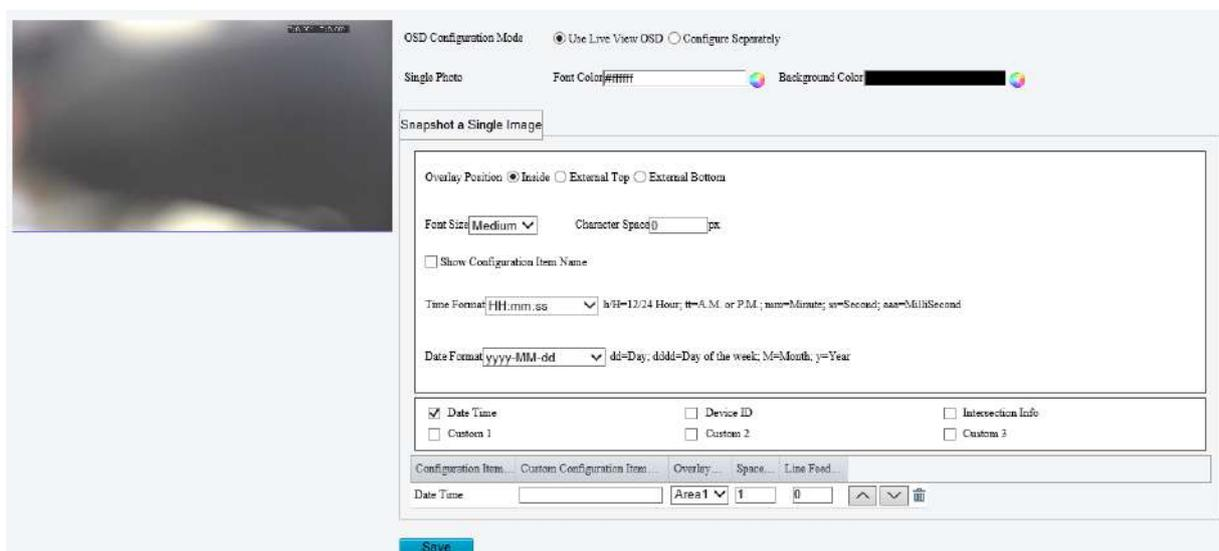 OSD Configuration Mode Use Live View OSD Configure Seperately
Single Photo Font Color #ffffff Background Color
Snapshot a Single Image
Overlay Position Inside External Top External Bottom
Font Size Medium Character Space 0 px
Show Configuration Item Name
Time Format HH:mm:ss h/H=12/24 Hour; tt=A.M. or P.M.; mm=Minute; ss=Second; aaa=MilliSecond
Date Format yyyy-MM-dd dd=Day; dddd=Day of the week; M=Month; y=Year
Date Time Device ID Intersection Info
Custom 1 Custom 2 Custom 3
Configuration Item... Custom Configuration Item... Overlay... Space... Line Feed...
Date Time Area1 1 0
Save